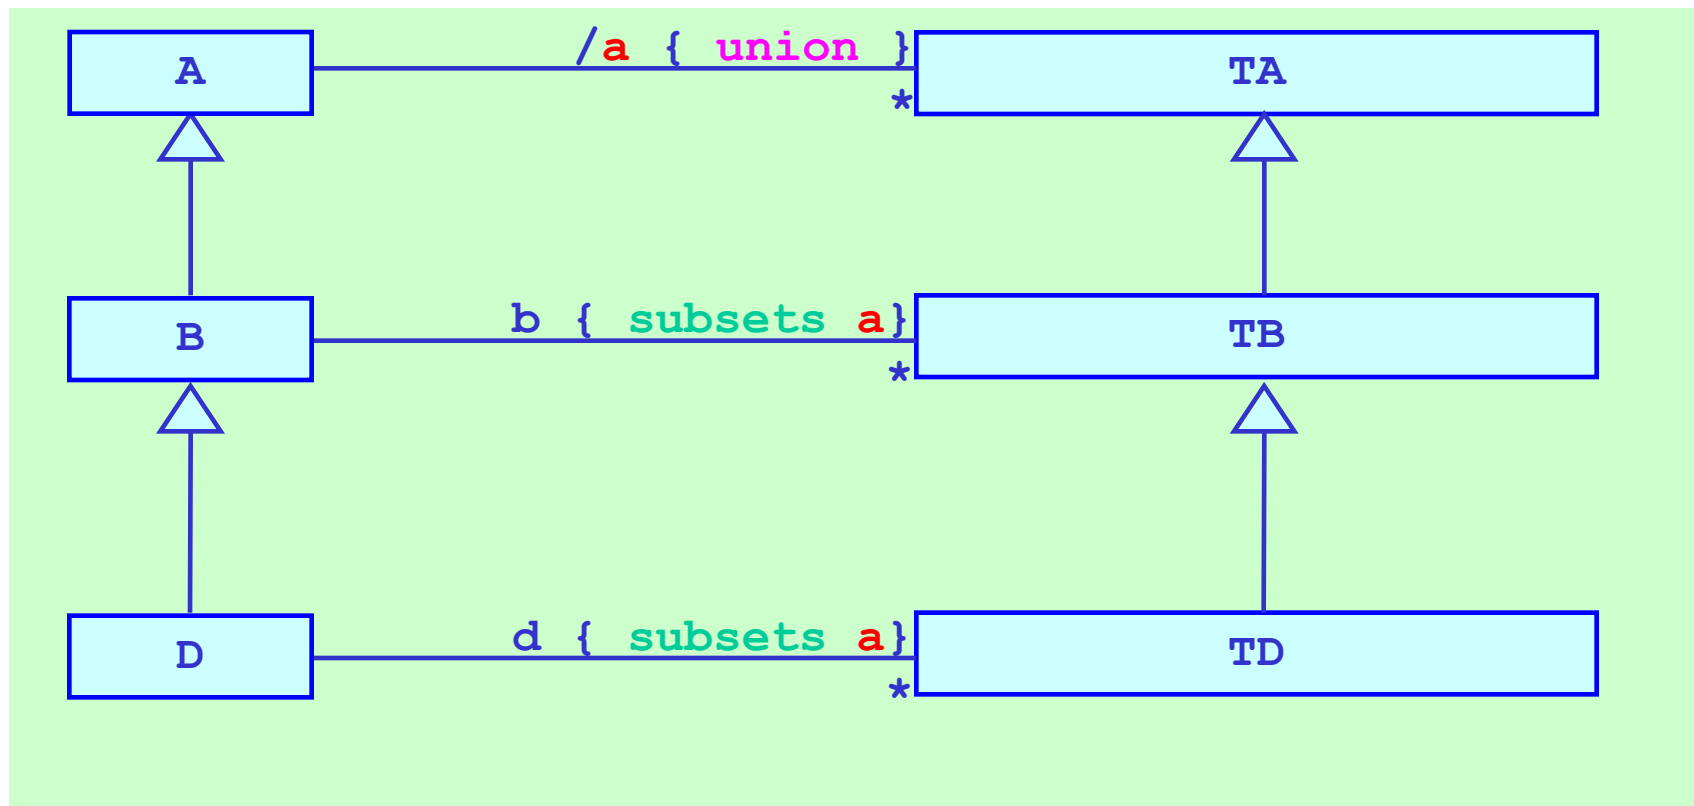 A /a { union } TA
*
B b { subsets a} TB
*
D d { subsets a} TD
*